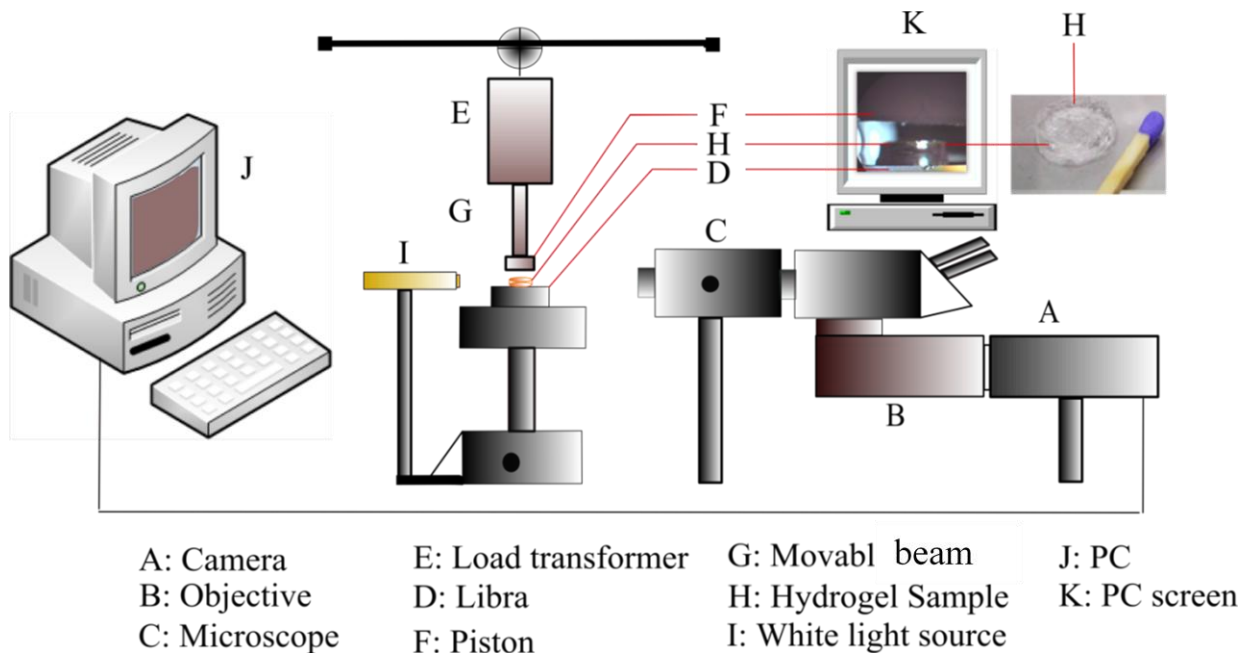 K
H
E
F
J
H
D
G
C
I
A
B
A: Camera
E: Load transformer
G: Movabl beam
J: PC
B: Objective
D: Libra
H: Hydrogel Sample
K: PC screen
C: Microscope
F: Piston
I: White light source